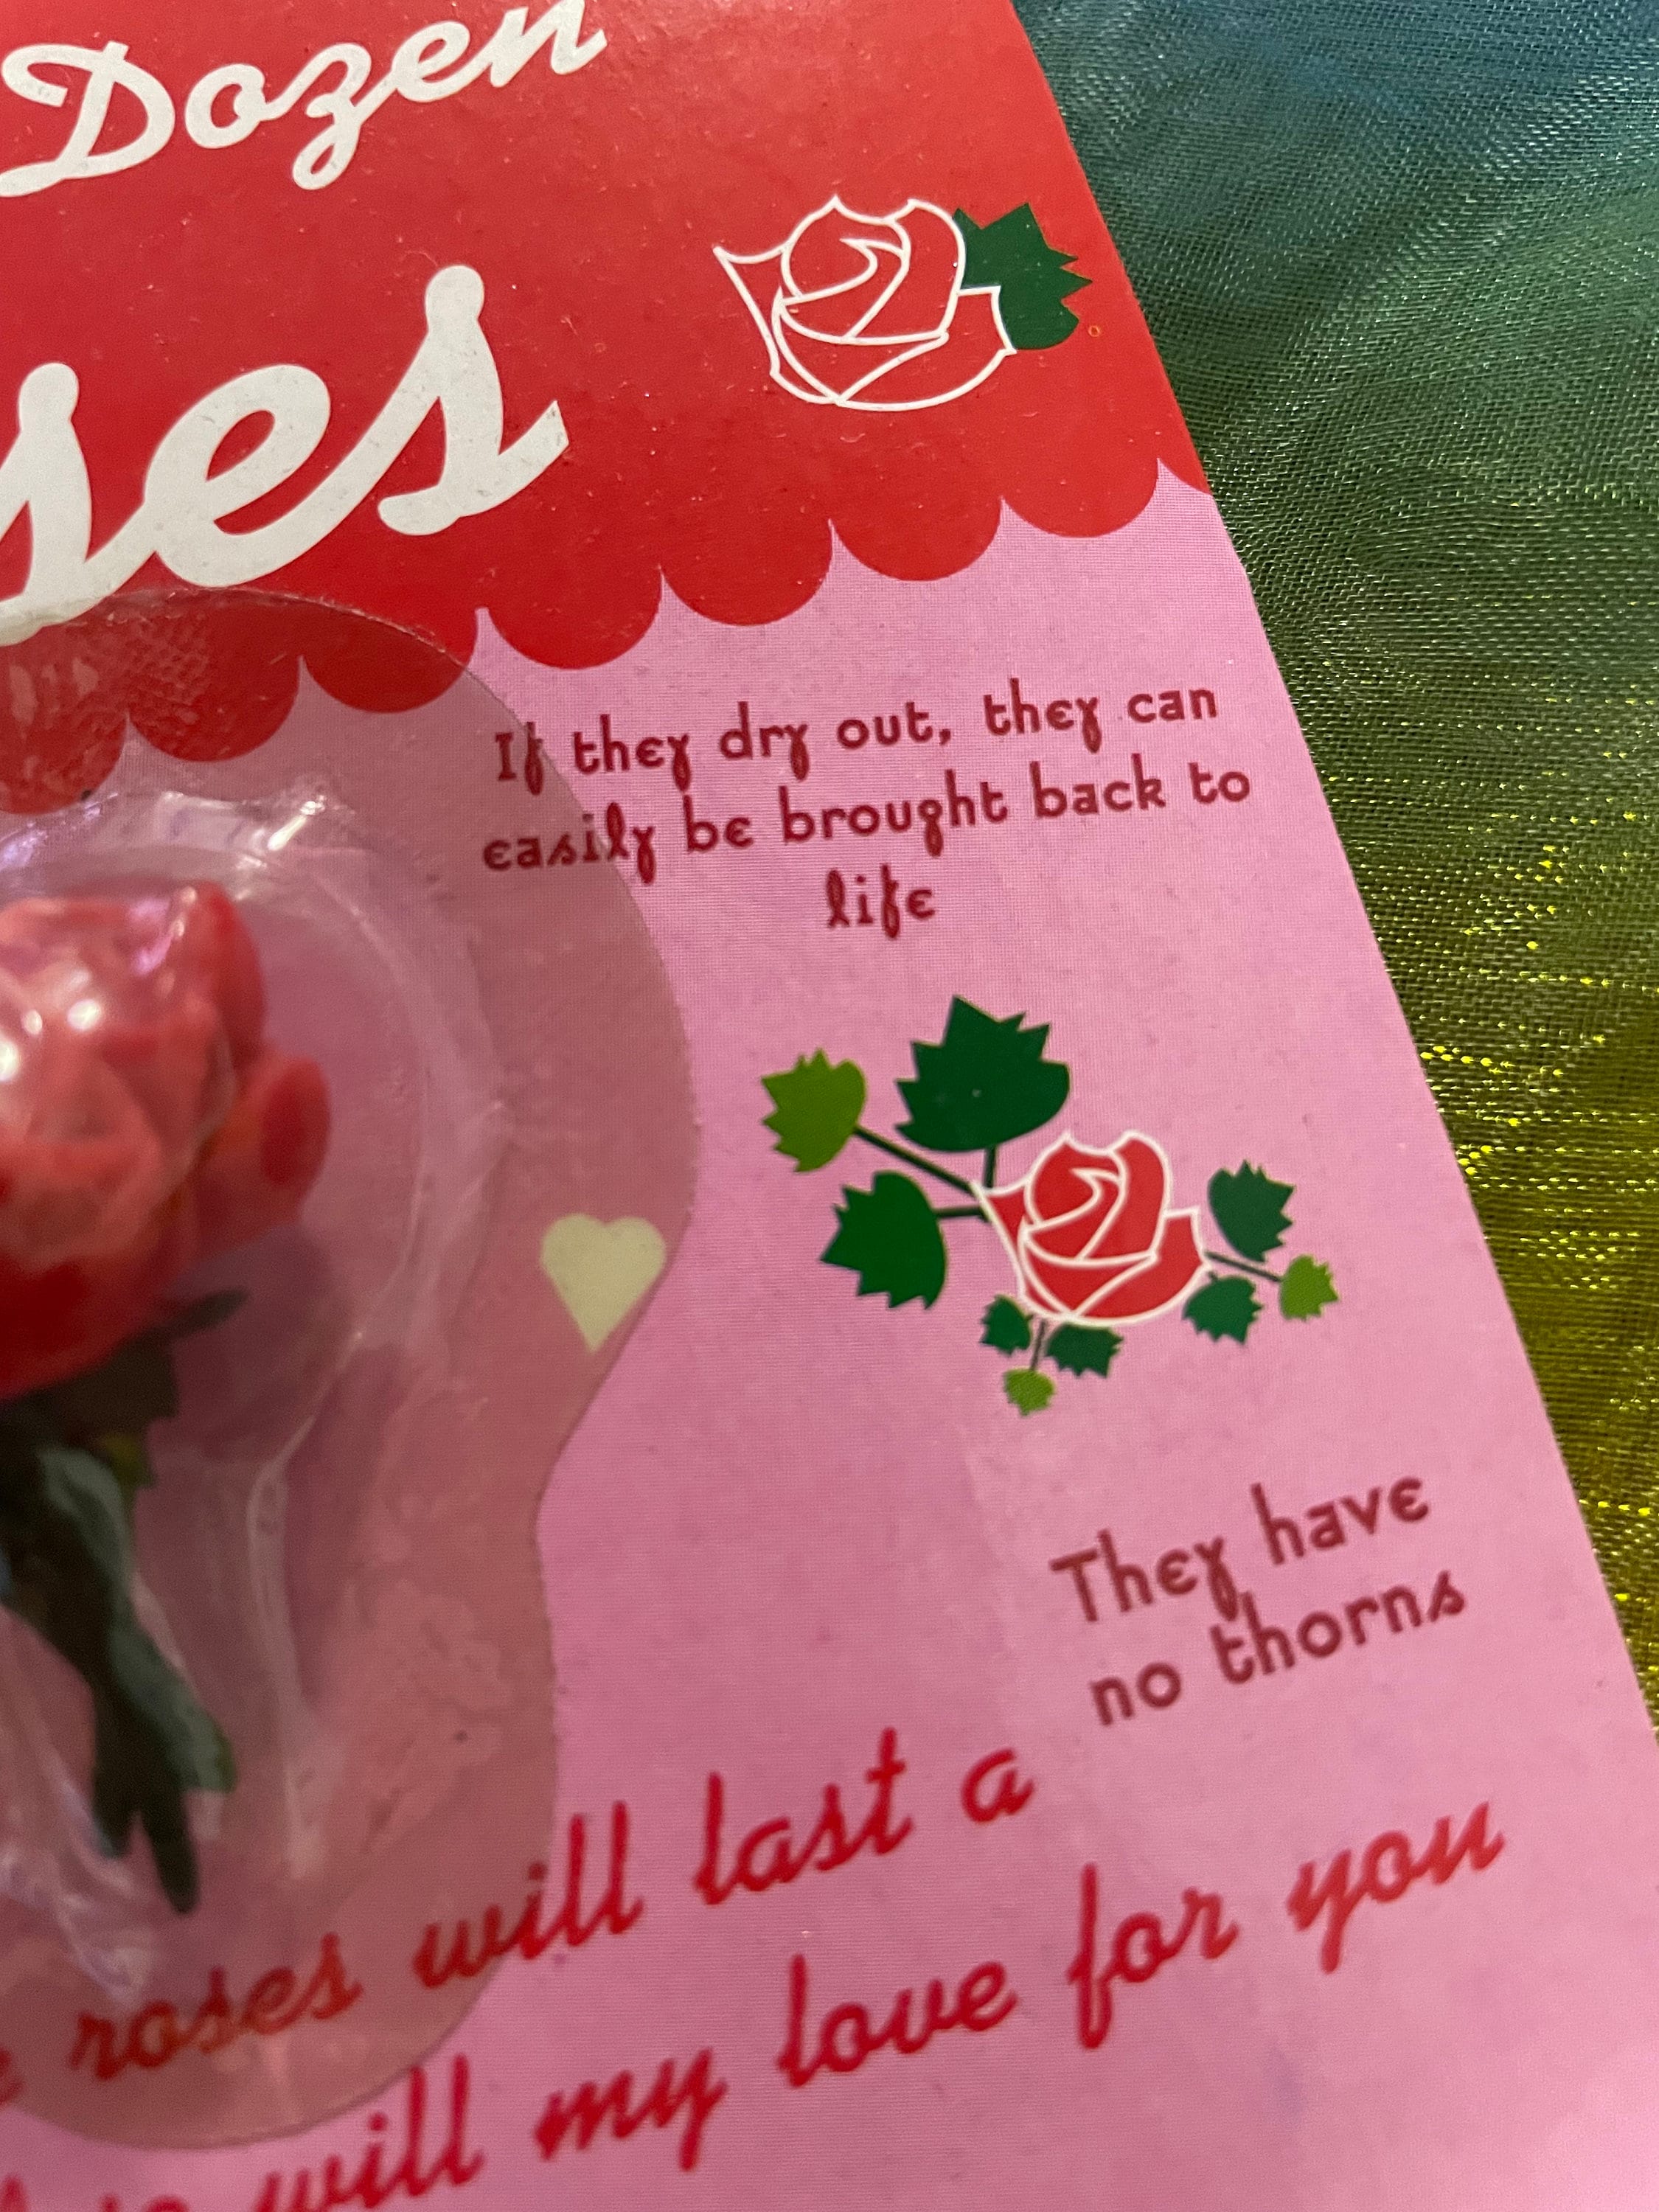 Dozen
ses
If they dry out, they can
easily be brought back to
life
They have
no thorns
roses will last a
will my love for you